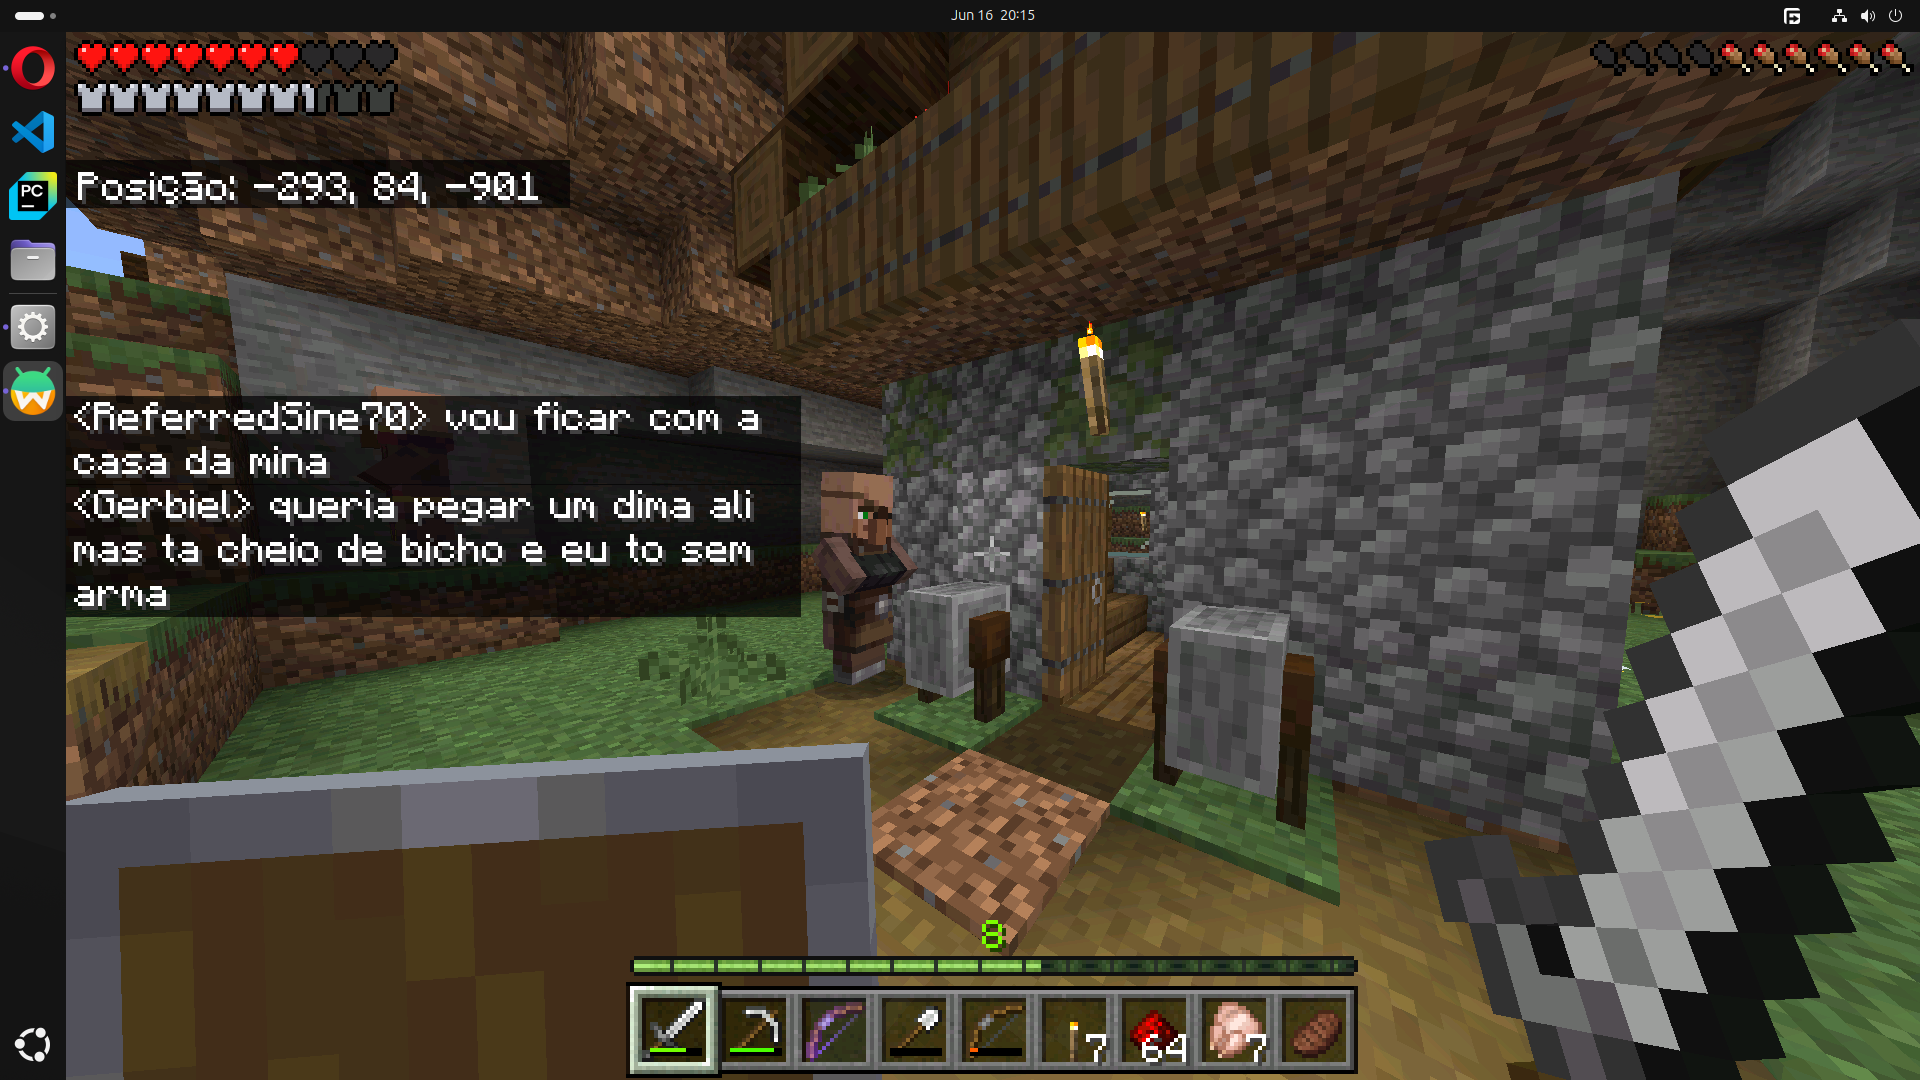 Jun 16 20:15
PC
Posição: -293, 84, -901
<ReferredSine70> vou ficar com a
casa da mina
<Gerbiel> queria pegar um dima ali
mas ta cheio de bicho e eu to sem
arma
8
7 64 7